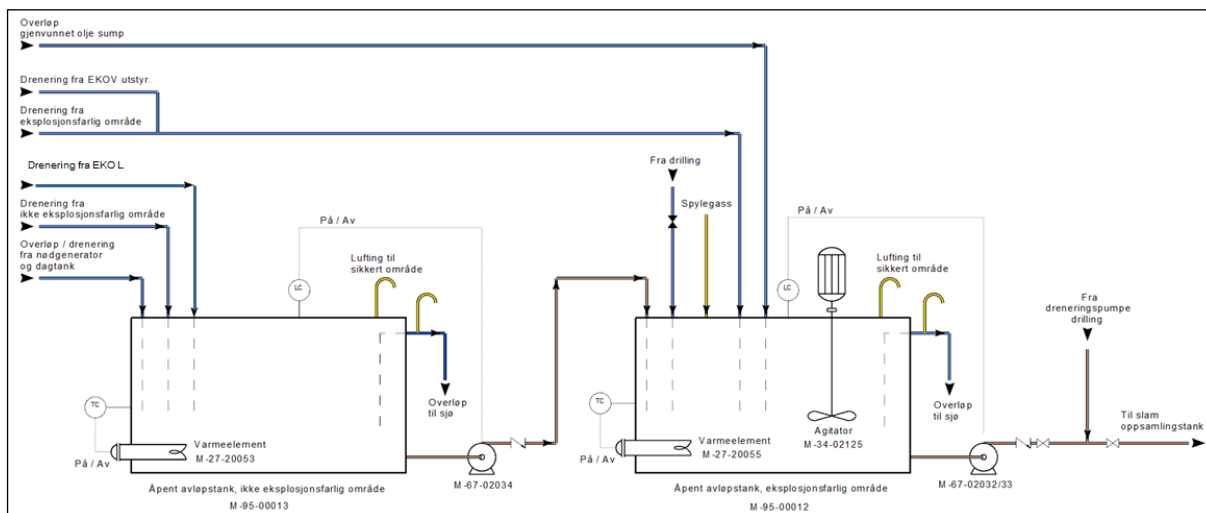 Overløp
gjenvunnet olje sump
Drenering fra EKOV utstyr.
Drenering fra
eksplosjonsfarlig område
Drenering fra EKO L
Drenering fra
ikke eksplosjonsfarlig område
Overløp / drenering
fra nødgenerator
og dagtank
På / Av
LC
Lufting til
sikkert område
Overløp
til sjø
TC
På / Av
Varmeelement
M-27-20053
M-67-02034
Åpent avløpstank, ikke eksplosjonsfarlig område
M-95-00013
Fra drilling
Spylegass
På / Av
LC
Lufting til
sikkert område
Overløp
til sjø
TC
På / Av
Varmeelement
M-27-20055
Agitator
M-34-02125
M-67-02032/33
Åpent avløpstank, eksplosjonsfarlig område
M-95-00012
Fra
dreneringspumpe
drilling
Til slam
oppsamlingstank